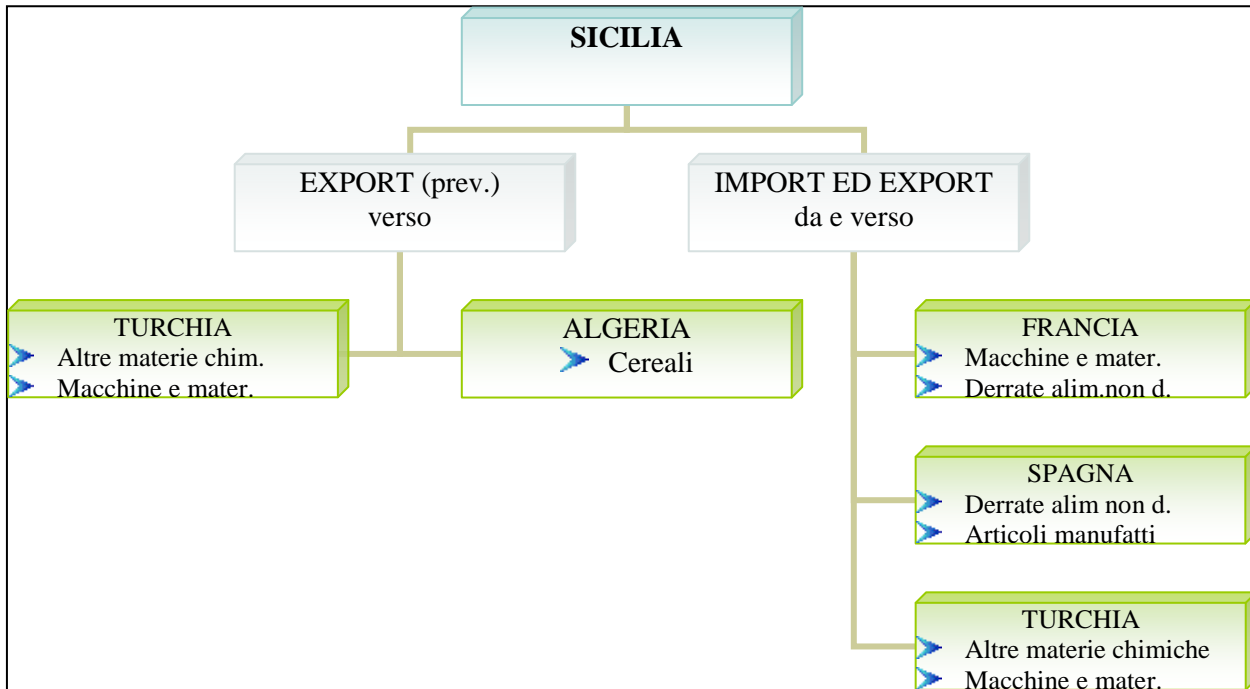 SICILIA
EXPORT (prev.)
verso
IMPORT ED EXPORT
da e verso
TURCHIA
Altre materie chim.
Macchine e mater.
ALGERIA
Cereali
FRANCIA
Macchine e mater.
Derrate alim.non d.
SPAGNA
Derrate alim non d.
Articoli manufatti
TURCHIA
Altre materie chimiche
Macchine e mater.